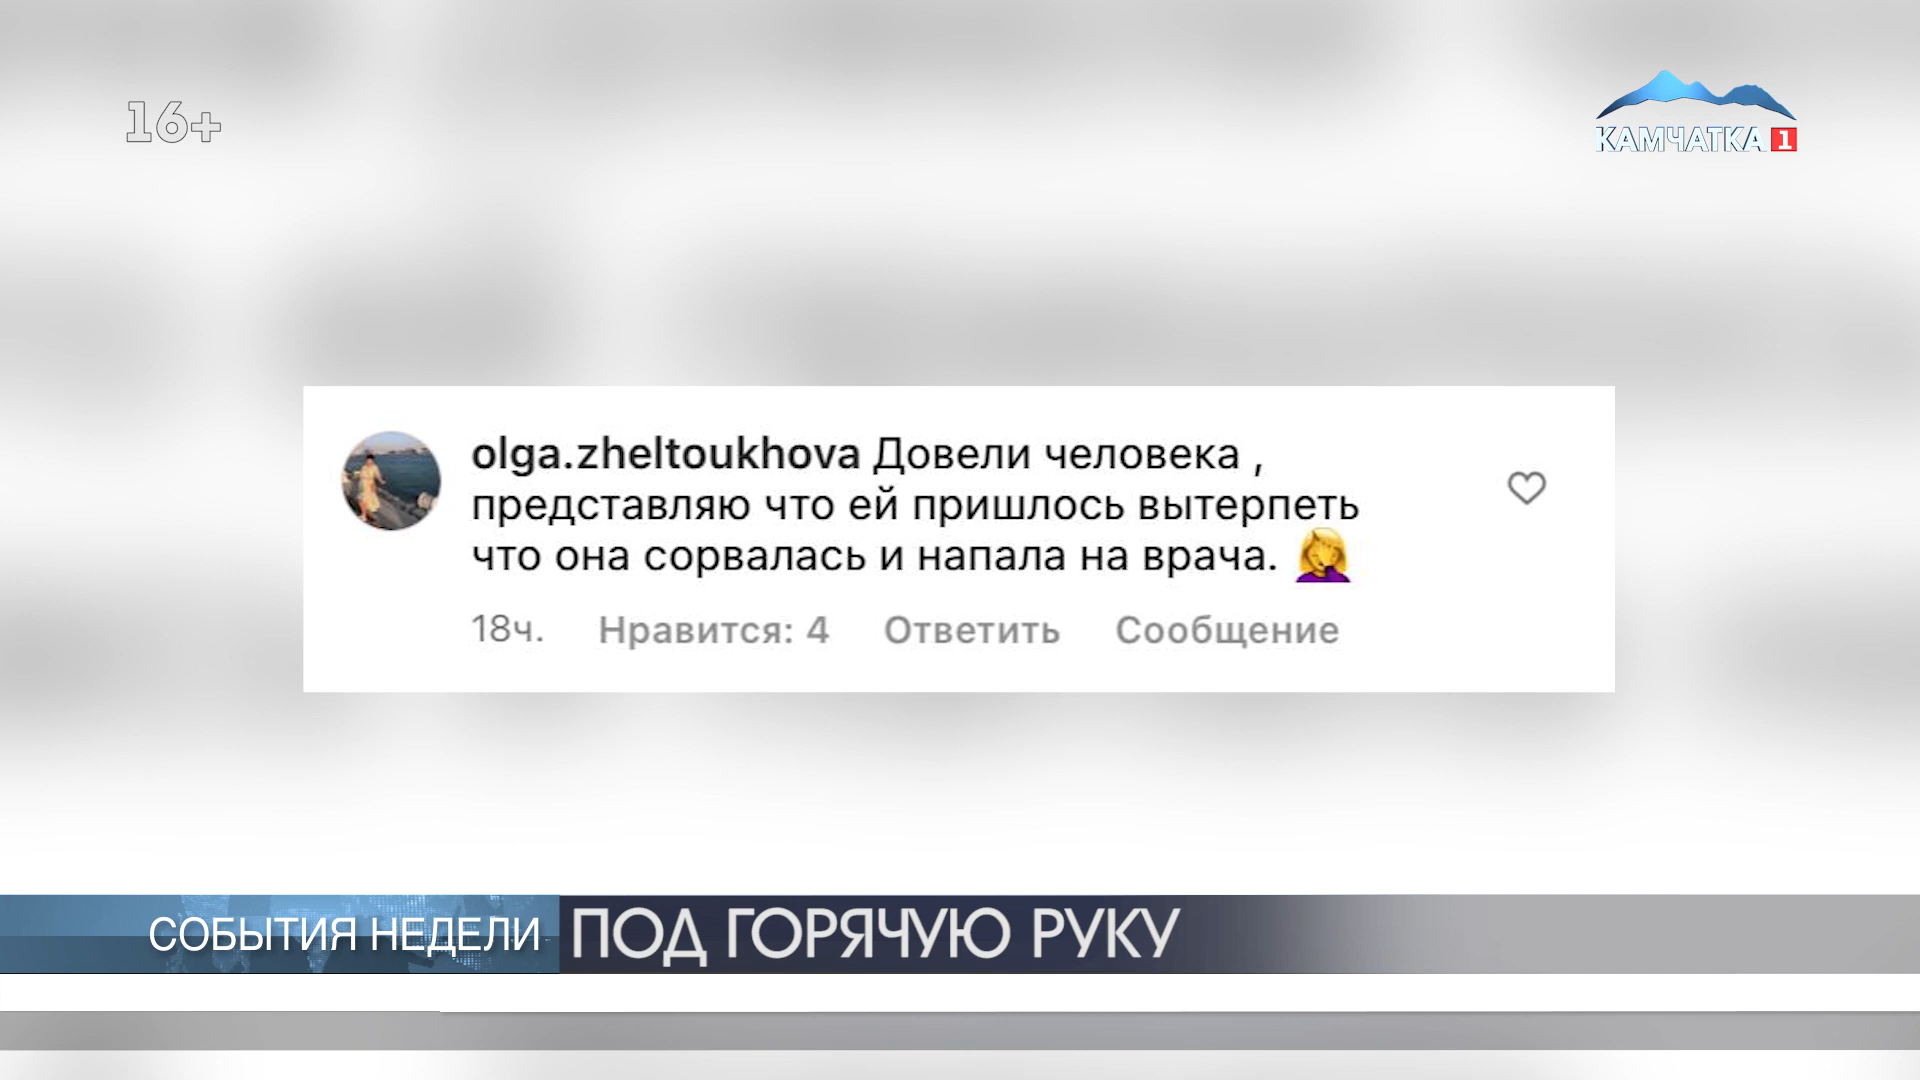 16+
КАМЧАТКА 1
olga.zheltoukhova Довели человека ,
представляю что ей пришлось вытерпеть
что она сорвалась и напала на врача. 🤦‍♀️
18ч. Нравится: 4 Ответить Сообщение
СОБЫТИЯ НЕДЕЛИ ПОД ГОРЯЧУЮ РУКУ